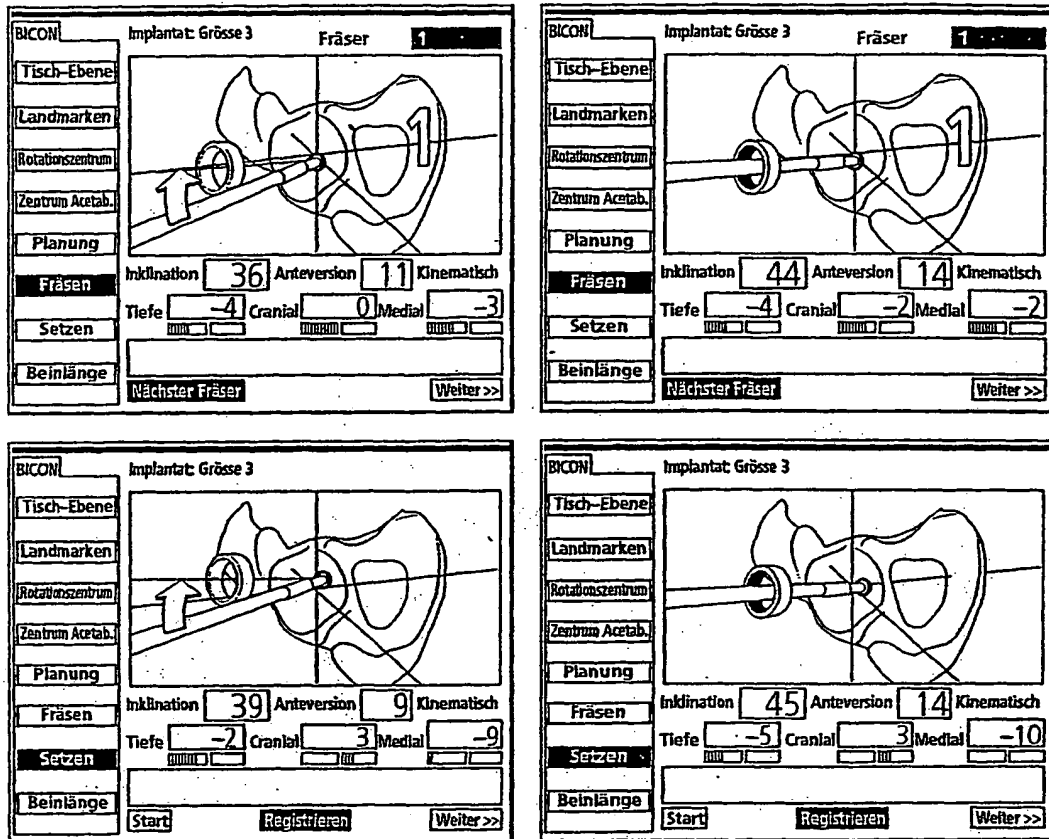 BICON Implantat: Grösse 3 Fräser 1
Tisch-Ebene
Landmarken
Rotationszentrum
Zentrum Acetab.
Planung
Fräsen
Setzen
Beinlänge
1
Inklination 36 Anteversion 11 Kinematisch
Tiefe -4 Cranial 0 Medial -3
Nächster Fräser Weiter >>
BICON Implantat: Grösse 3 Fräser 1
Tisch-Ebene
Landmarken
Rotationszentrum
Zentrum Acetab.
Planung
Fräsen
Setzen
Beinlänge
1
Inklination 44 Anteversion 14 Kinematisch
Tiefe -4 Cranial -2 Medial -2
Nächster Fräser Weiter >>
BICON Implantat: Grösse 3
Tisch-Ebene
Landmarken
Rotationszentrum
Zentrum Acetab.
Planung
Fräsen
Setzen
Beinlänge
Inklination 39 Anteversion 9 Kinematisch
Tiefe -2 Cranial 3 Medial -9
Start Registrieren Weiter >>
BICON Implantat: Grösse 3
Tisch-Ebene
Landmarken
Rotationszentrum
Zentrum Acetab.
Planung
Fräsen
Setzen
Beinlänge
Inklination 45 Anteversion 14 Kinematisch
Tiefe -5 Cranial 3 Medial -10
Start Registrieren Weiter >>